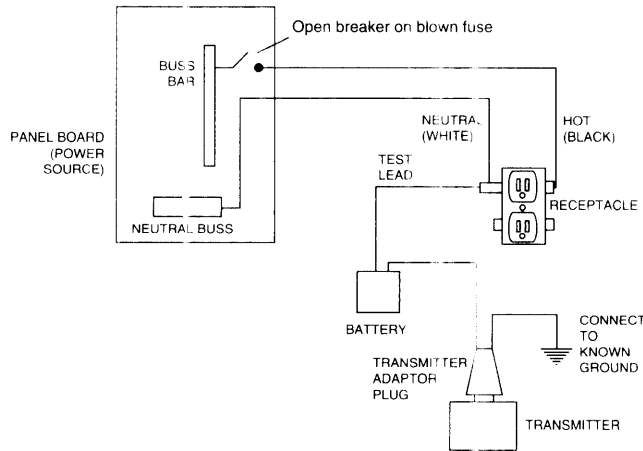 Open breaker on blown fuse
BUSS
BAR
PANEL BOARD
(POWER
SOURCE)
NEUTRAL
(WHITE)
HOT
(BLACK)
TEST
LEAD
RECEPTACLE
NEUTRAL BUSS
BATTERY
CONNECT
TO
KNOWN
GROUND
TRANSMITTER
ADAPTOR
PLUG
TRANSMITTER